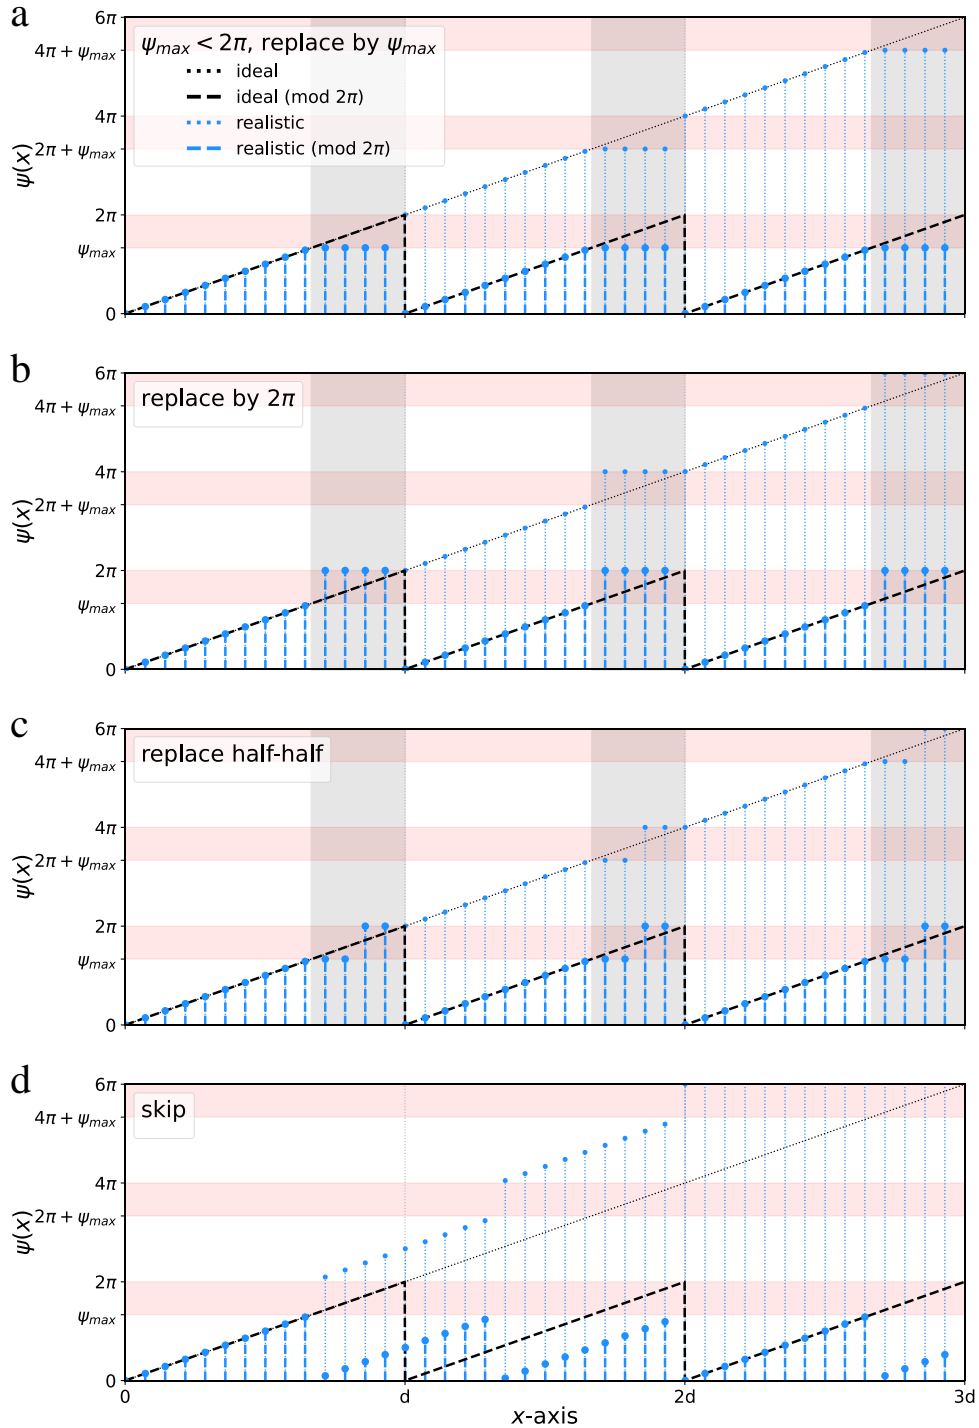 a
6π
4π + ψmax
4π
2π + ψmax
2π
ψmax
0
ψ(x)
ψmax < 2π, replace by ψmax
ideal
ideal (mod 2π)
realistic
realistic (mod 2π)
b
6π
4π + ψmax
4π
2π + ψmax
2π
ψmax
0
ψ(x)
replace by 2π
c
6π
4π + ψmax
4π
2π + ψmax
2π
ψmax
0
ψ(x)
replace half-half
d
6π
4π + ψmax
4π
2π + ψmax
2π
ψmax
0
ψ(x)
skip
0 d 2d 3d
x-axis